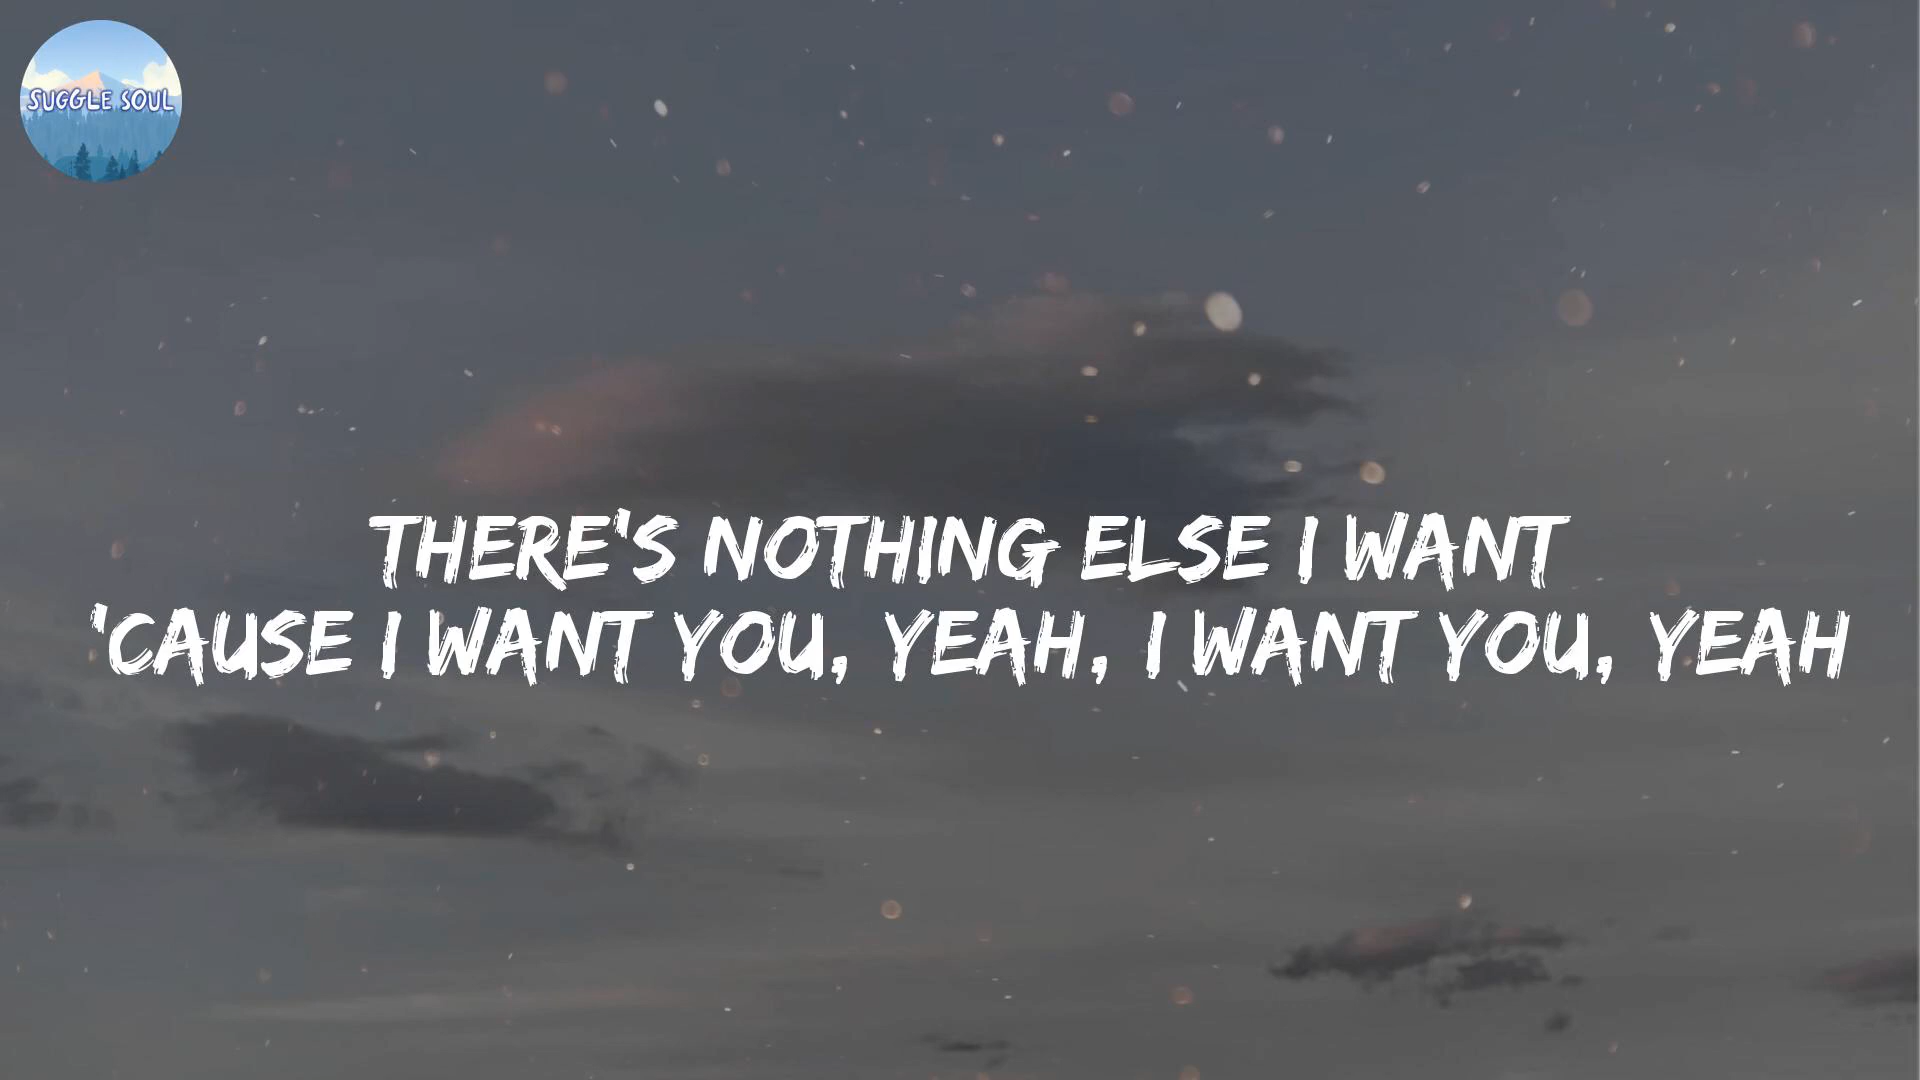 SUGGLE SOUL
THERE'S NOTHING ELSE I WANT
'CAUSE I WANT YOU, YEAH, I WANT YOU, YEAH